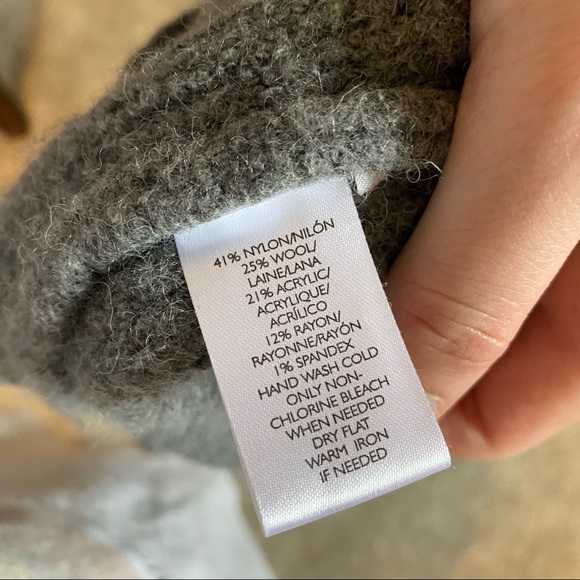 41% NYLON/NILÓN
25% WOOL/
LAINE/LANA
21% ACRYLIC/
ACRYLIQUE/
ACRÍLICO
12% RAYON/
RAYONNE/RAYÓN
1% SPANDEX
HAND WASH COLD
ONLY NON-
CHLORINE BLEACH
WHEN NEEDED
DRY FLAT
WARM IRON
IF NEEDED